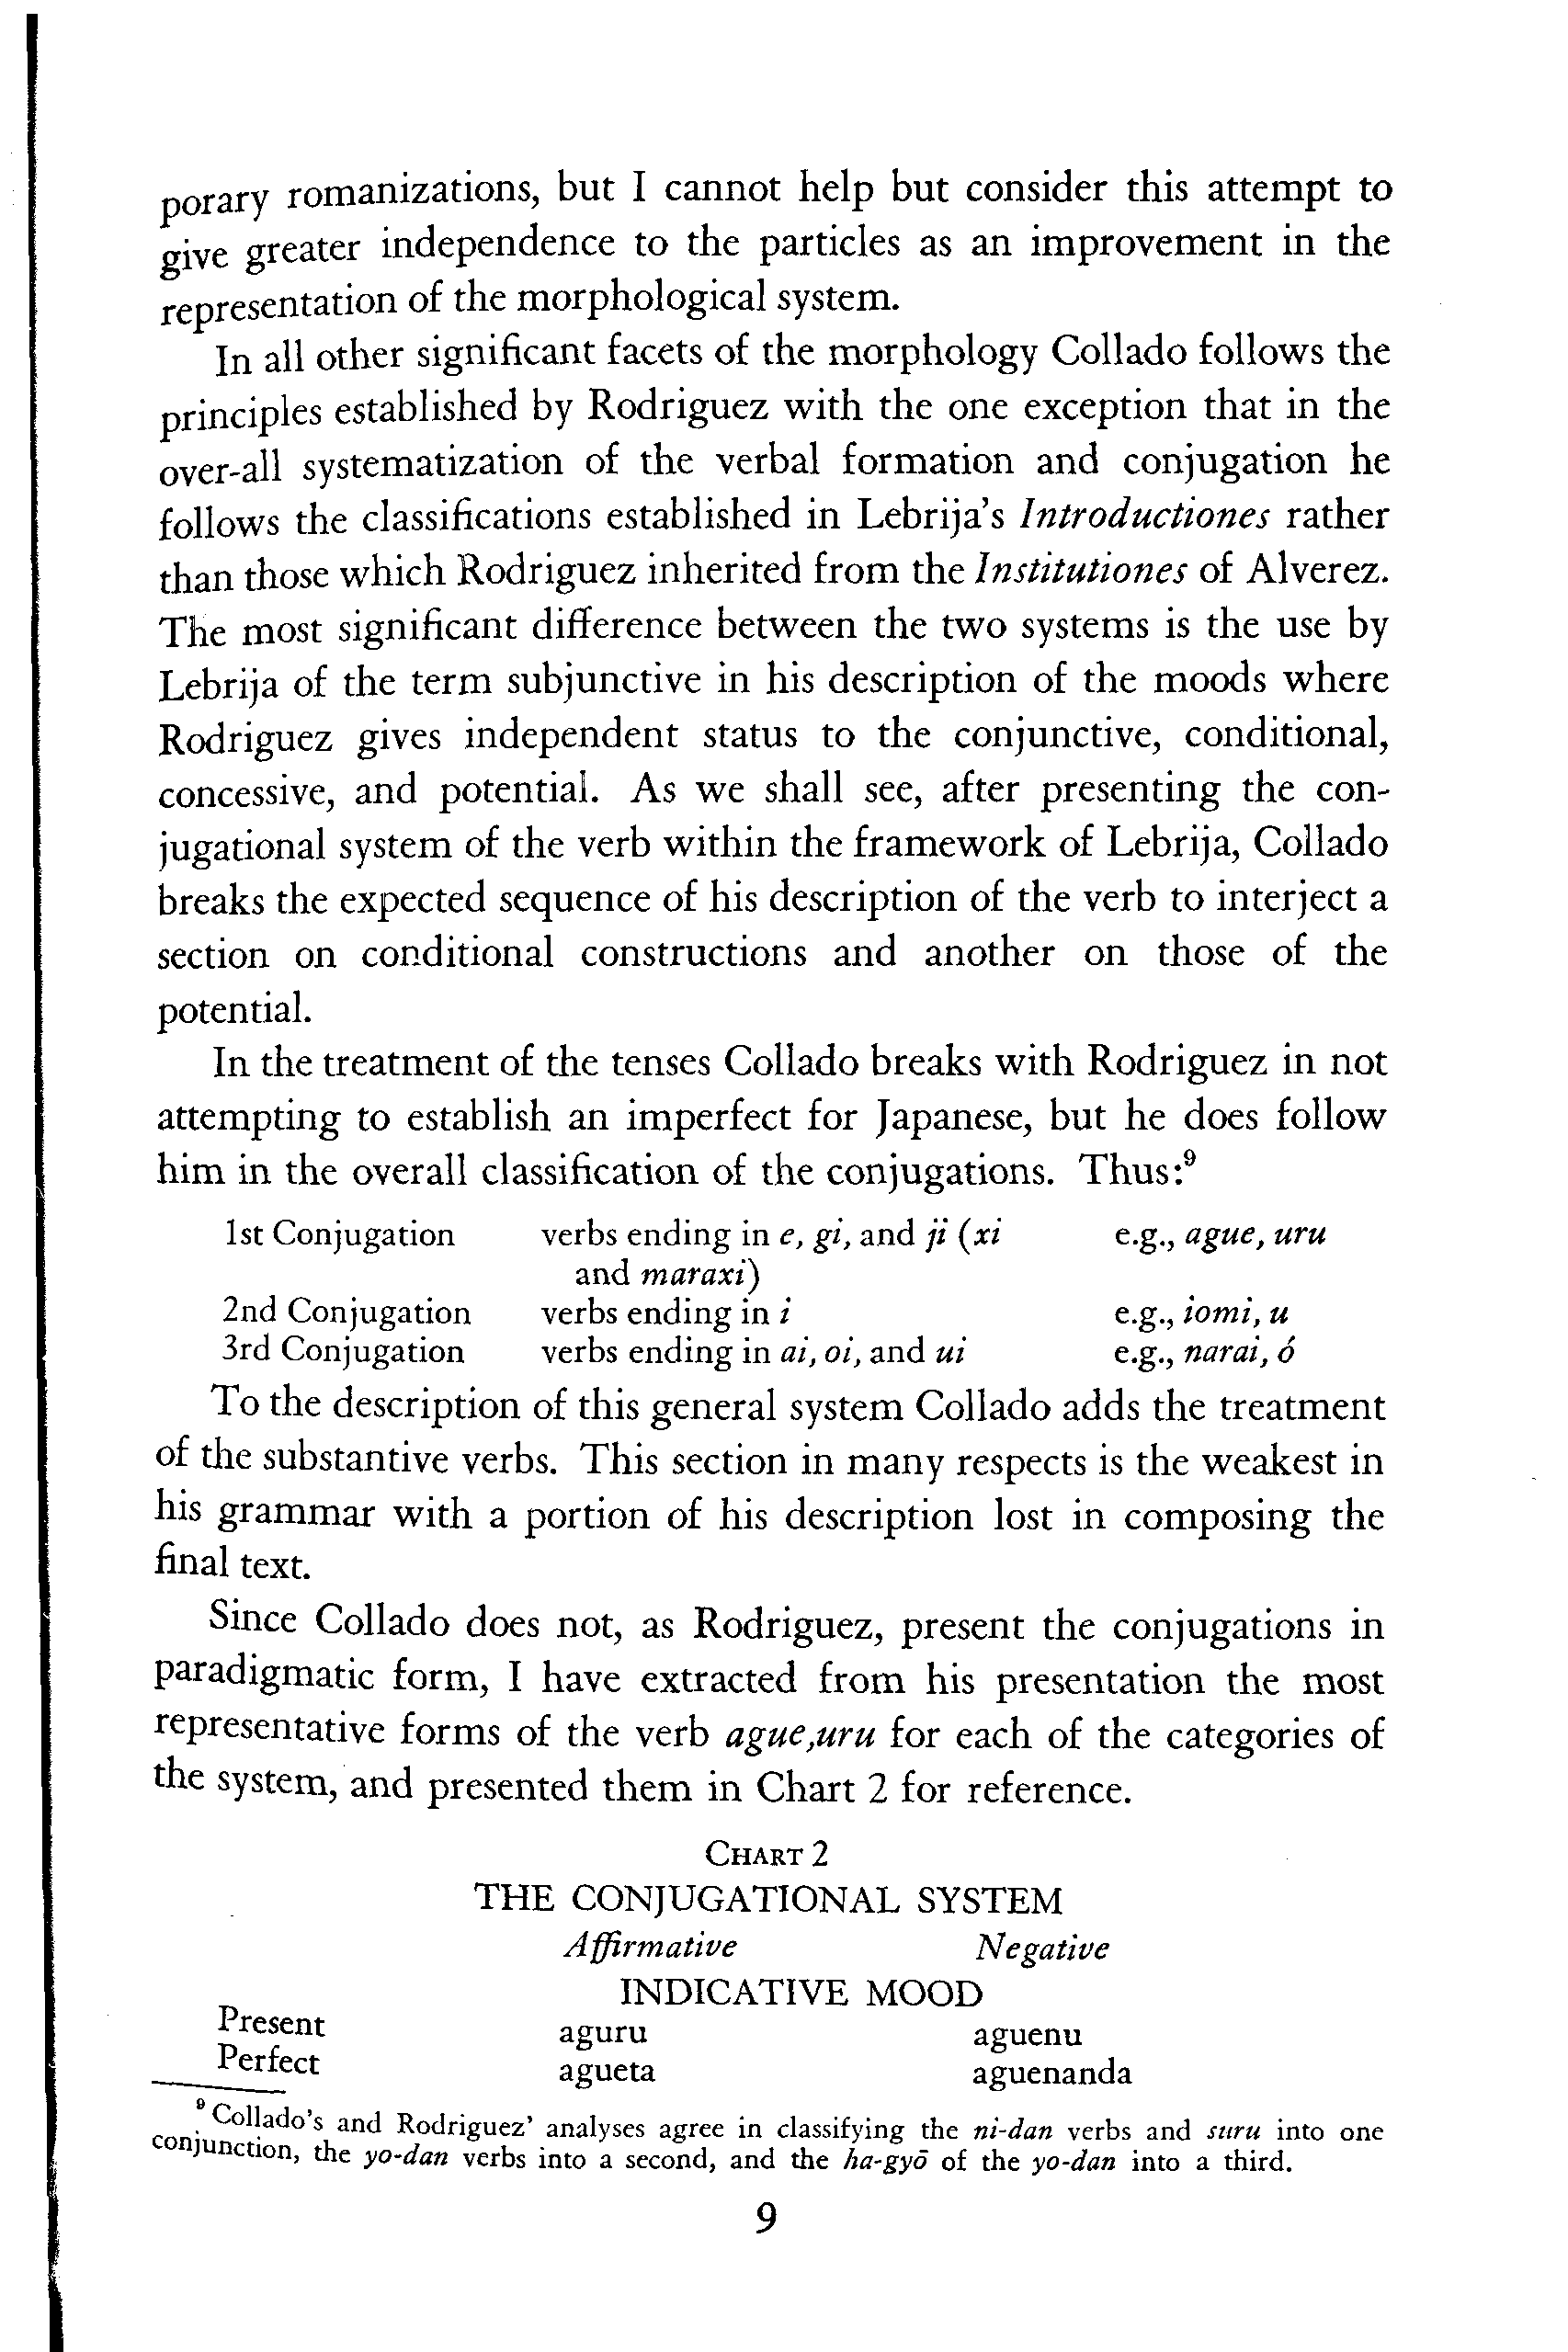 porary romanizations, but I cannot help but consider this attempt to
give greater independence to the particles as an improvement in the
representation of the morphological system.
In all other significant facets of the morphology Collado follows the
principles established by Rodriguez with the one exception that in the
over-all systematization of the verbal formation and conjugation he
follows the classifications established in Lebrija's Introductiones rather
than those which Rodriguez inherited from the Institutiones of Alverez.
The most significant difference between the two systems is the use by
Lebrija of the term subjunctive in his description of the moods where
Rodriguez gives independent status to the conjunctive, conditional,
concessive, and potential. As we shall see, after presenting the con-
jugational system of the verb within the framework of Lebrija, Collado
breaks the expected sequence of his description of the verb to interject a
section on conditional constructions and another on those of the
potential.
In the treatment of the tenses Collado breaks with Rodriguez in not
attempting to establish an imperfect for Japanese, but he does follow
him in the overall classification of the conjugations. Thus:⁹
1st Conjugation verbs ending in e, gi, and ji (xi e.g., ague, uru
and maraxi)
2nd Conjugation verbs ending in i e.g., iomi, u
3rd Conjugation verbs ending in ai, oi, and ui e.g., narai, ó
To the description of this general system Collado adds the treatment
of the substantive verbs. This section in many respects is the weakest in
his grammar with a portion of his description lost in composing the
final text.
Since Collado does not, as Rodriguez, present the conjugations in
paradigmatic form, I have extracted from his presentation the most
representative forms of the verb ague,uru for each of the categories of
the system, and presented them in Chart 2 for reference.
CHART 2
THE CONJUGATIONAL SYSTEM
Affirmative Negative
INDICATIVE MOOD
Present aguru aguenu
Perfect agueta aguenanda
⁹ Collado's and Rodriguez' analyses agree in classifying the ni-dan verbs and suru into one
conjunction, the yo-dan verbs into a second, and the ha-gyō of the yo-dan into a third.
9